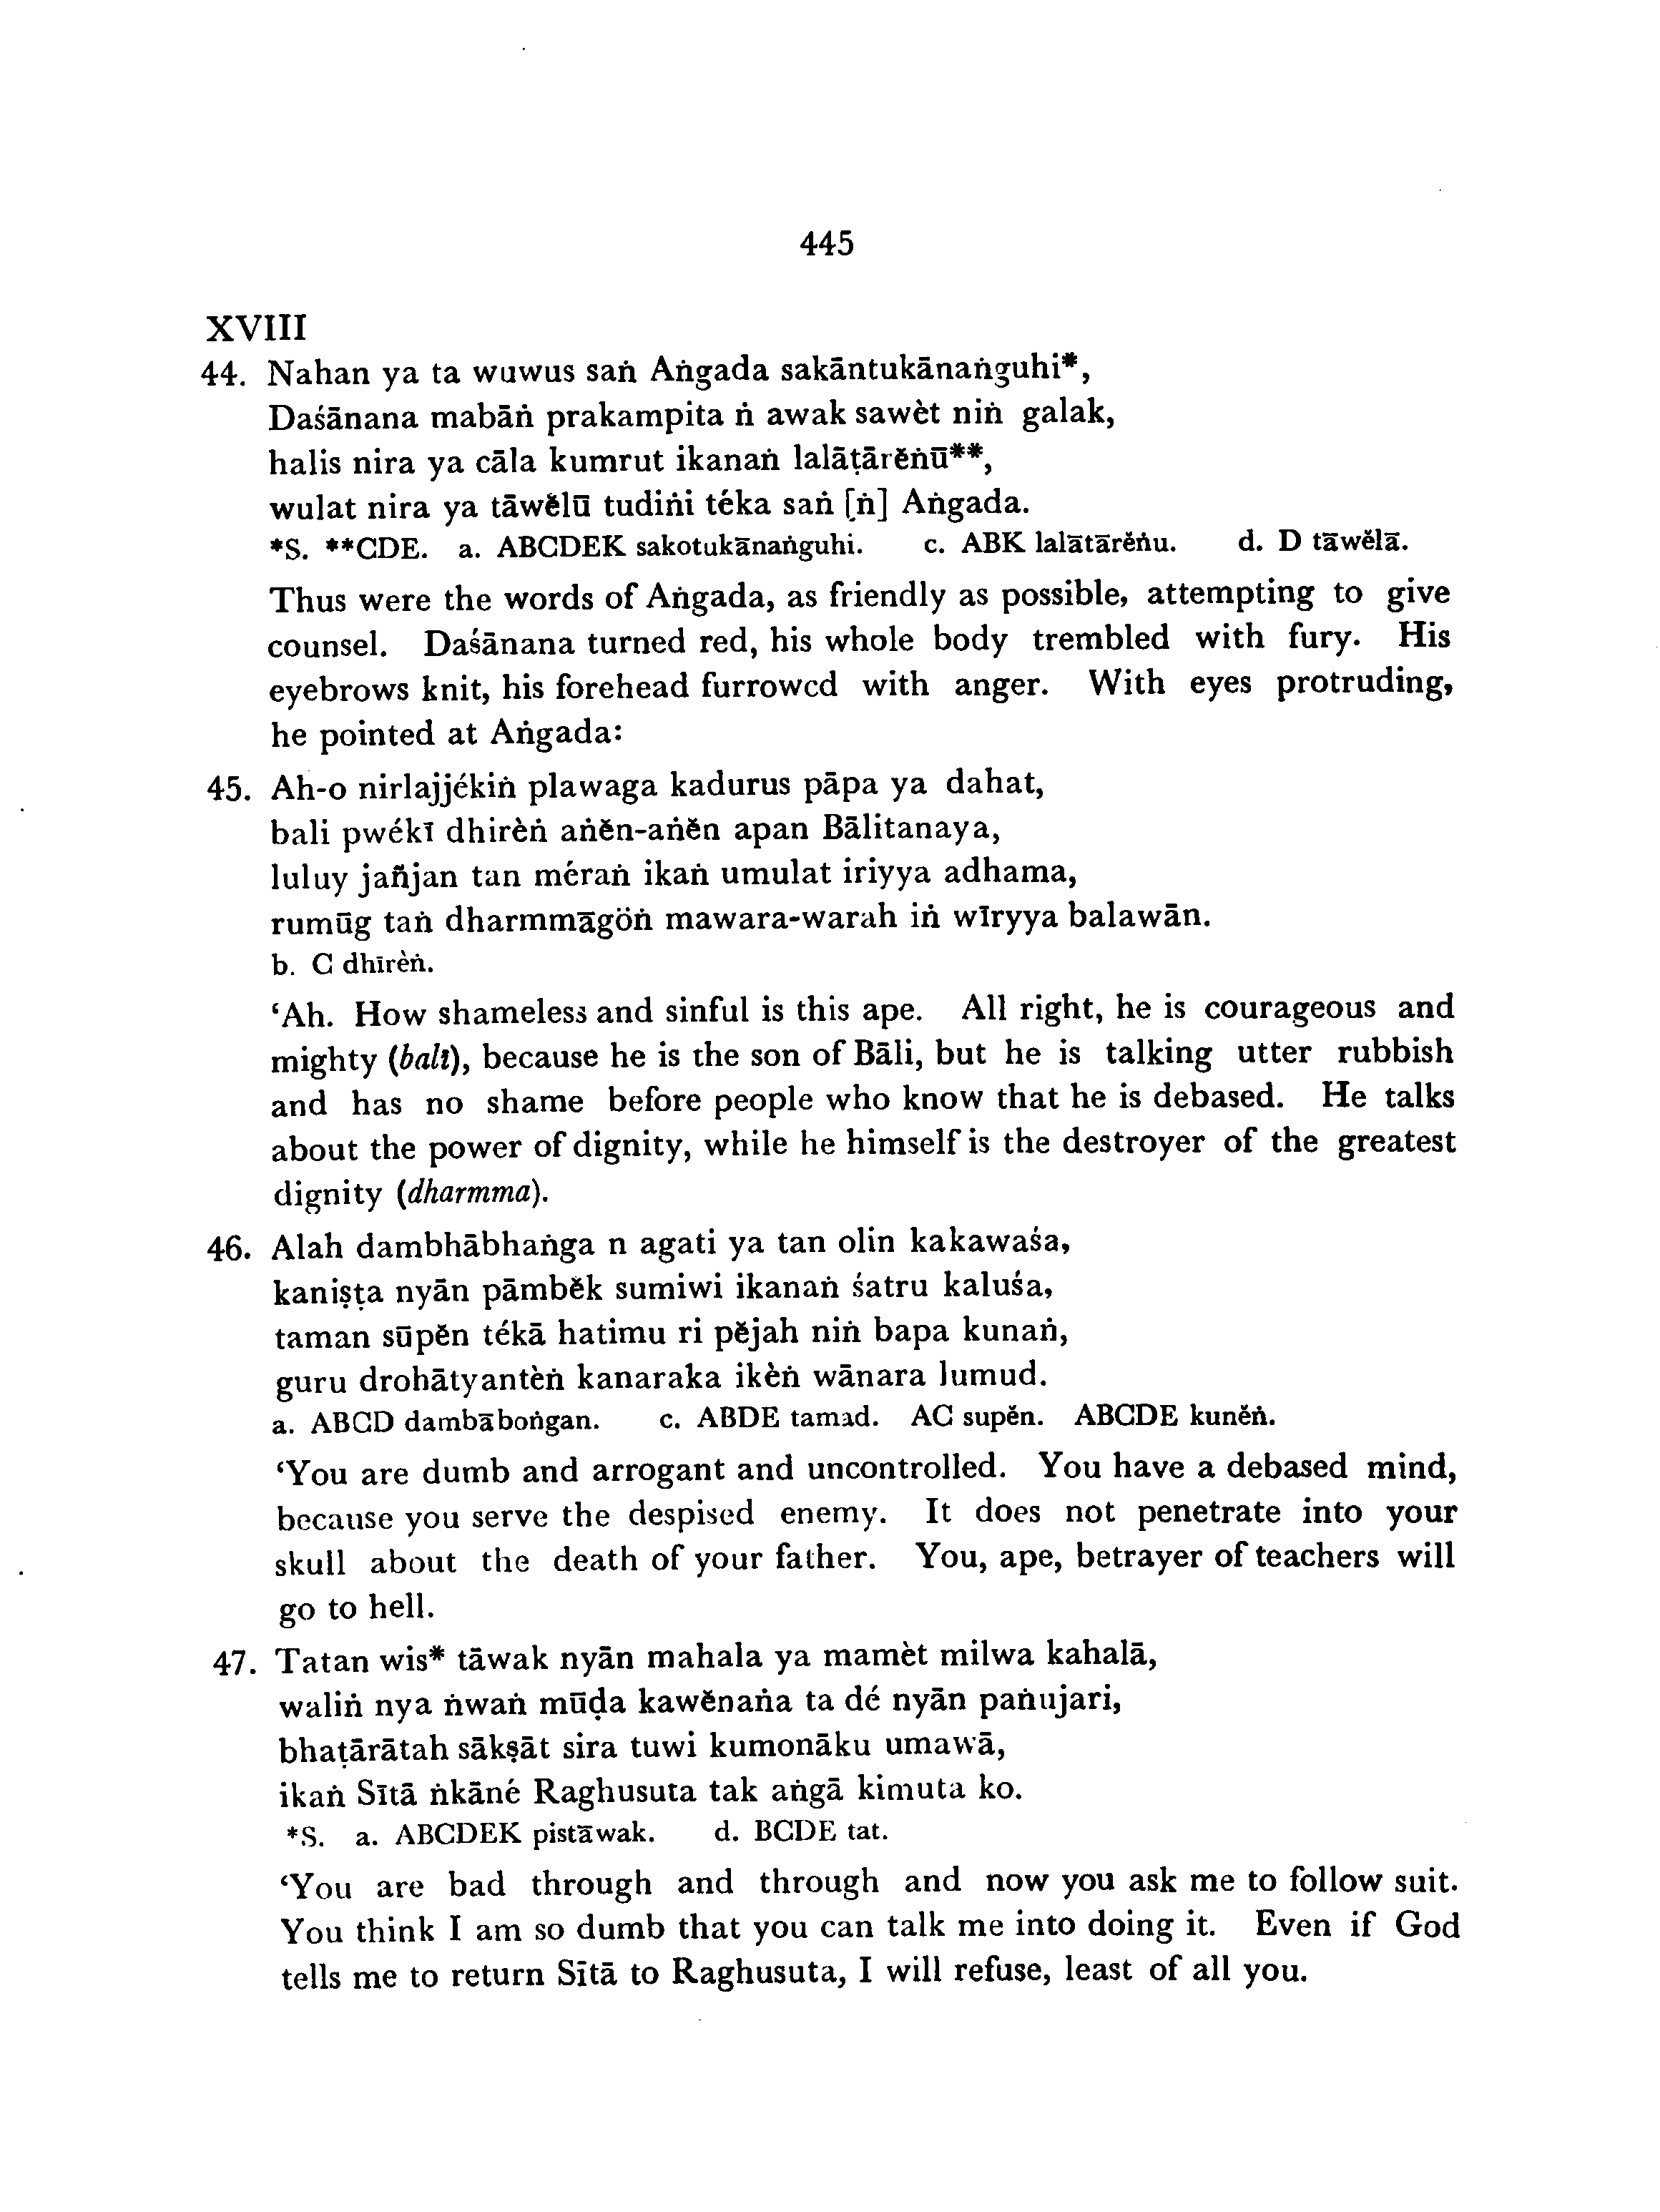 445
XVIII
44. Nahan ya ta wuwus saṅ Aṅgada sakāntukānaṅguhi*,
Daśānana mabāṅ prakampita ṅ awak sawèt niṅ galak,
halis nira ya cāla kumrut ikanaṅ lalāṭārĕṅū**,
wulat nira ya tāwĕlū tudiṅi téka saṅ [ṅ] Aṅgada.
*S. **CDE. a. ABCDEK sakotukānaṅguhi. c. ABK lalātārĕṅu. d. D tāwĕlā.
Thus were the words of Aṅgada, as friendly as possible, attempting to give
counsel. Daśānana turned red, his whole body trembled with fury. His
eyebrows knit, his forehead furrowed with anger. With eyes protruding,
he pointed at Aṅgada:
45. Ah-o nirlajjékiṅ plawaga kadurus pāpa ya dahat,
bali pwékī dhirèṅ aṅĕn-aṅĕn apan Bālitanaya,
luluy jañjan tan méraṅ ikaṅ umulat iriyya adhama,
rumūg taṅ dharmmāgöṅ mawara-warah iṅ wīryya balawān.
b. C dhīrèṅ.
‘Ah. How shameless and sinful is this ape. All right, he is courageous and
mighty (bali), because he is the son of Bāli, but he is talking utter rubbish
and has no shame before people who know that he is debased. He talks
about the power of dignity, while he himself is the destroyer of the greatest
dignity (dharmma).
46. Alah dambhābhaṅga n agati ya tan olin kakawaśa,
kaniṣṭa nyān pāmbĕk sumiwi ikanaṅ śatru kaluśa,
taman sūpĕn tékā hatimu ri pĕjah niṅ bapa kunaṅ,
guru drohātyantèṅ kanaraka ikèṅ wānara lumud.
a. ABCD dambāboṅgan. c. ABDE tamad. AC supĕn. ABCDE kunĕṅ.
‘You are dumb and arrogant and uncontrolled. You have a debased mind,
because you serve the despised enemy. It does not penetrate into your
skull about the death of your father. You, ape, betrayer of teachers will
go to hell.
47. Tatan wis* tāwak nyān mahala ya mamèt milwa kahalā,
waliṅ nya ṅwaṅ mūḍa kawĕnaṅa ta dé nyān paṅujari,
bhaṭārātah sākṣāt sira tuwi kumonāku umawā,
ikaṅ Sītā ṅkāné Raghusuta tak aṅgā kimuta ko.
*S. a. ABCDEK pistāwak. d. BCDE tat.
‘You are bad through and through and now you ask me to follow suit.
You think I am so dumb that you can talk me into doing it. Even if God
tells me to return Sītā to Raghusuta, I will refuse, least of all you.